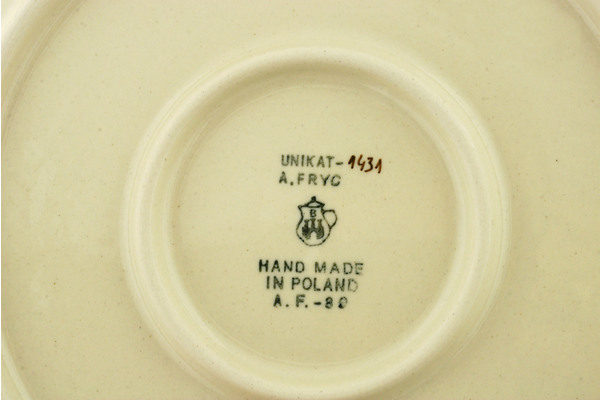 UNIKAT-1431
A.FRYC
B
HAND MADE
IN POLAND
A. F.-89